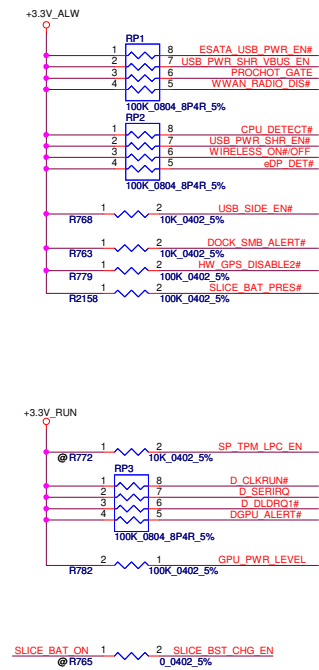 +3.3V_ALW
RP1
1 8 ESATA_USB_PWR_EN#
2 7 USB_PWR_SHR_VBUS_EN
3 6 PROCHOT_GATE
4 5 WWAN_RADIO_DIS#
100K_0804_8P4R_5%
RP2
1 8 CPU_DETECT#
2 7 USB_PWR_SHR_EN#
3 6 WIRELESS_ON#/OFF
4 5 eDP_DET#
100K_0804_8P4R_5%
1 2 USB_SIDE_EN#
R768 10K_0402_5%
1 2 DOCK_SMB_ALERT#
R763 10K_0402_5%
1 2 HW_GPS_DISABLE2#
R779 100K_0402_5%
1 2 SLICE_BAT_PRES#
R2158 100K_0402_5%
+3.3V_RUN
1 2 SP_TPM_LPC_EN
@R772 10K_0402_5%
RP3
1 8 D_CLKRUN#
2 7 D_SERIRQ
3 6 D_DLDRQ1#
4 5 DGPU_ALERT#
100K_0804_8P4R_5%
2 1 GPU_PWR_LEVEL
R782 100K_0402_5%
SLICE_BAT_ON 1 2 SLICE_BST_CHG_EN
@R765 0_0402_5%